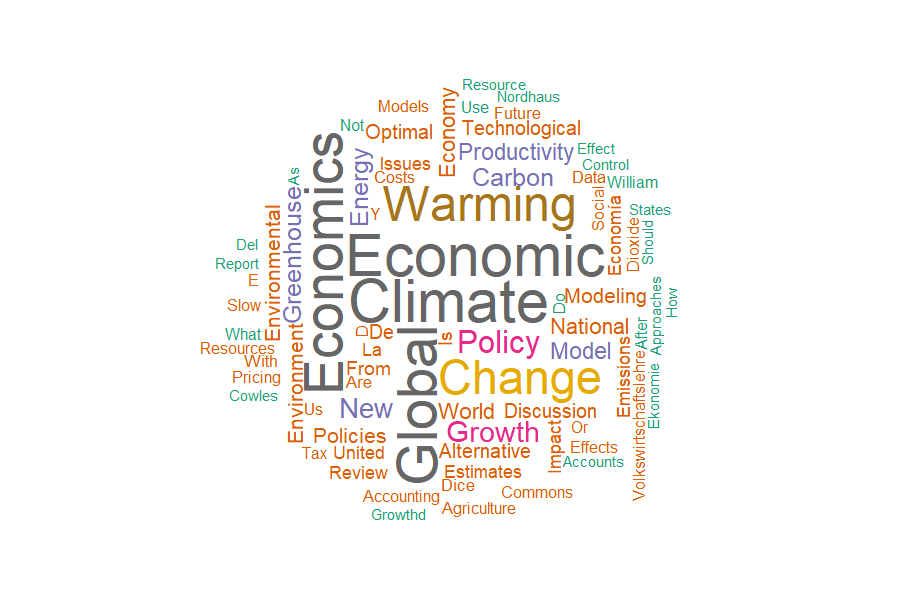 Resource
Nordhaus
Models
Use
Future
Economy
Not
Optimal
Technological
Issues
Productivity
Effect
Control
Costs
Carbon
Data
William
As
Energy
Economics
Warming
Social
Economía
States
Y
Greenhouse
Environmental
Dioxide
Should
Del
Economic
Report
E
Climate
Do
Modeling
Approaches
How
Slow
What
D
De
Is
Policy
National
After
Resources
La
Model
With
From
Global
Change
Emissions
Pricing
Are
Cowles
Environment
Us
New
World
Discussion
Volkswirtschaftslehre
Ekonomie
Policies
Growth
Impact
Or
Tax
United
Alternative
Effects
Accounts
Review
Estimates
Accounting
Dice
Commons
Growthd
Agriculture